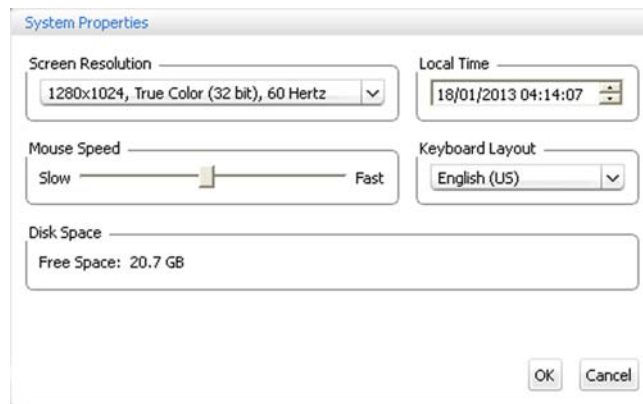 System Properties
Screen Resolution
1280x1024, True Color (32 bit), 60 Hertz
Local Time
18/01/2013 04:14:07
Mouse Speed
Slow
Fast
Keyboard Layout
English (US)
Disk Space
Free Space: 20.7 GB
OK
Cancel